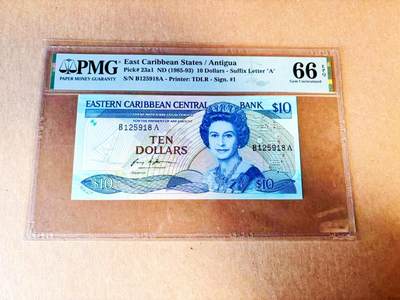 PMG
PAPER MONEY GUARANTY
East Caribbean States / Antigua
Pick# 23a1 ND (1985-93) 10 Dollars - Suffix Letter 'A'
S/N B125918A - Printer: TDLR - Sign. #1
66 EPQ
Gem Uncirculated
EASTERN CARIBBEAN CENTRAL BANK $10
B125918 A
TEN
DOLLARS
B125918 A
$10
$10